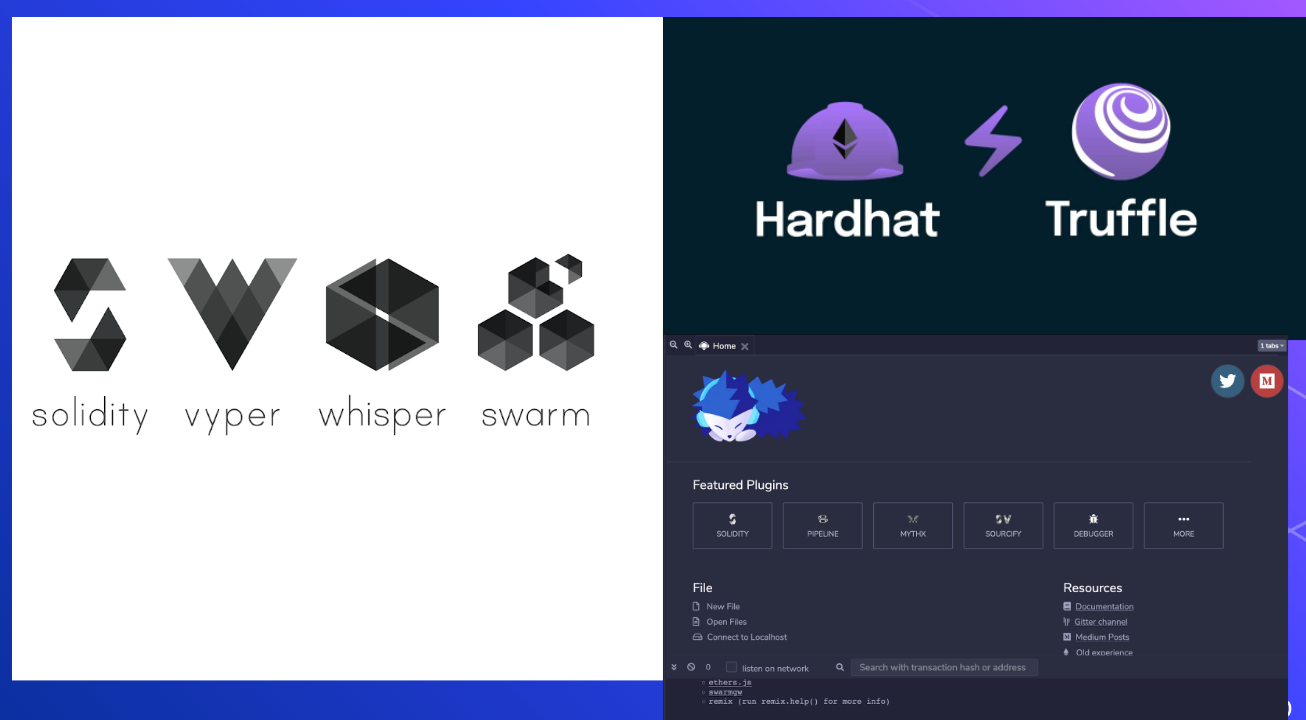 solidity vyper whisper swarm
Hardhat Truffle
Home
1 tabs
M
Featured Plugins
SOLIDITY PIPELINE MYTHX SOURCIFY DEBUGGER MORE
File
New File
Open Files
Connect to Localhost
Resources
Documentation
Gitter channel
Medium Posts
Old experience
0 listen on network Search with transaction hash or address
ethers.js
swarmgw
remix (run remix.help() for more info)